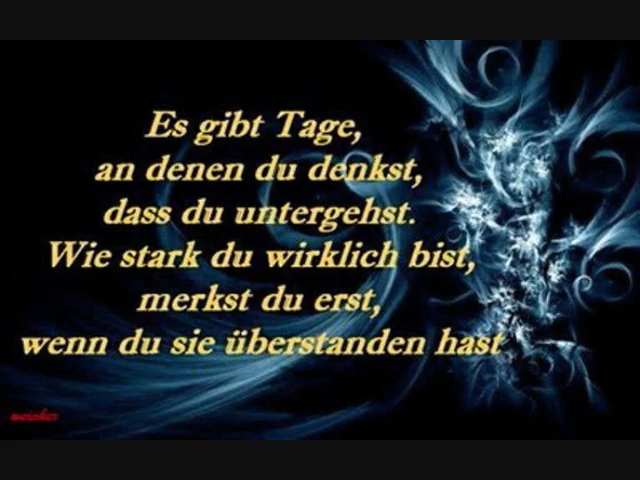 Es gibt Tage,
an denen du denkst,
dass du untergehst.
Wie stark du wirklich bist,
merkst du erst,
wenn du sie überstanden hast